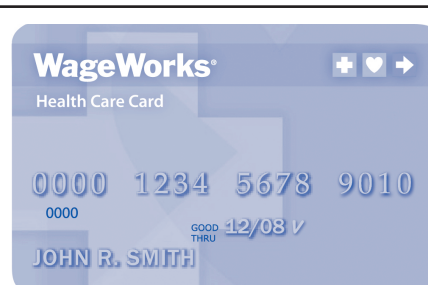 WageWorks®
Health Care Card
0000 1234 5678 9010
0000
GOOD THRU 12/08 V
JOHN R. SMITH